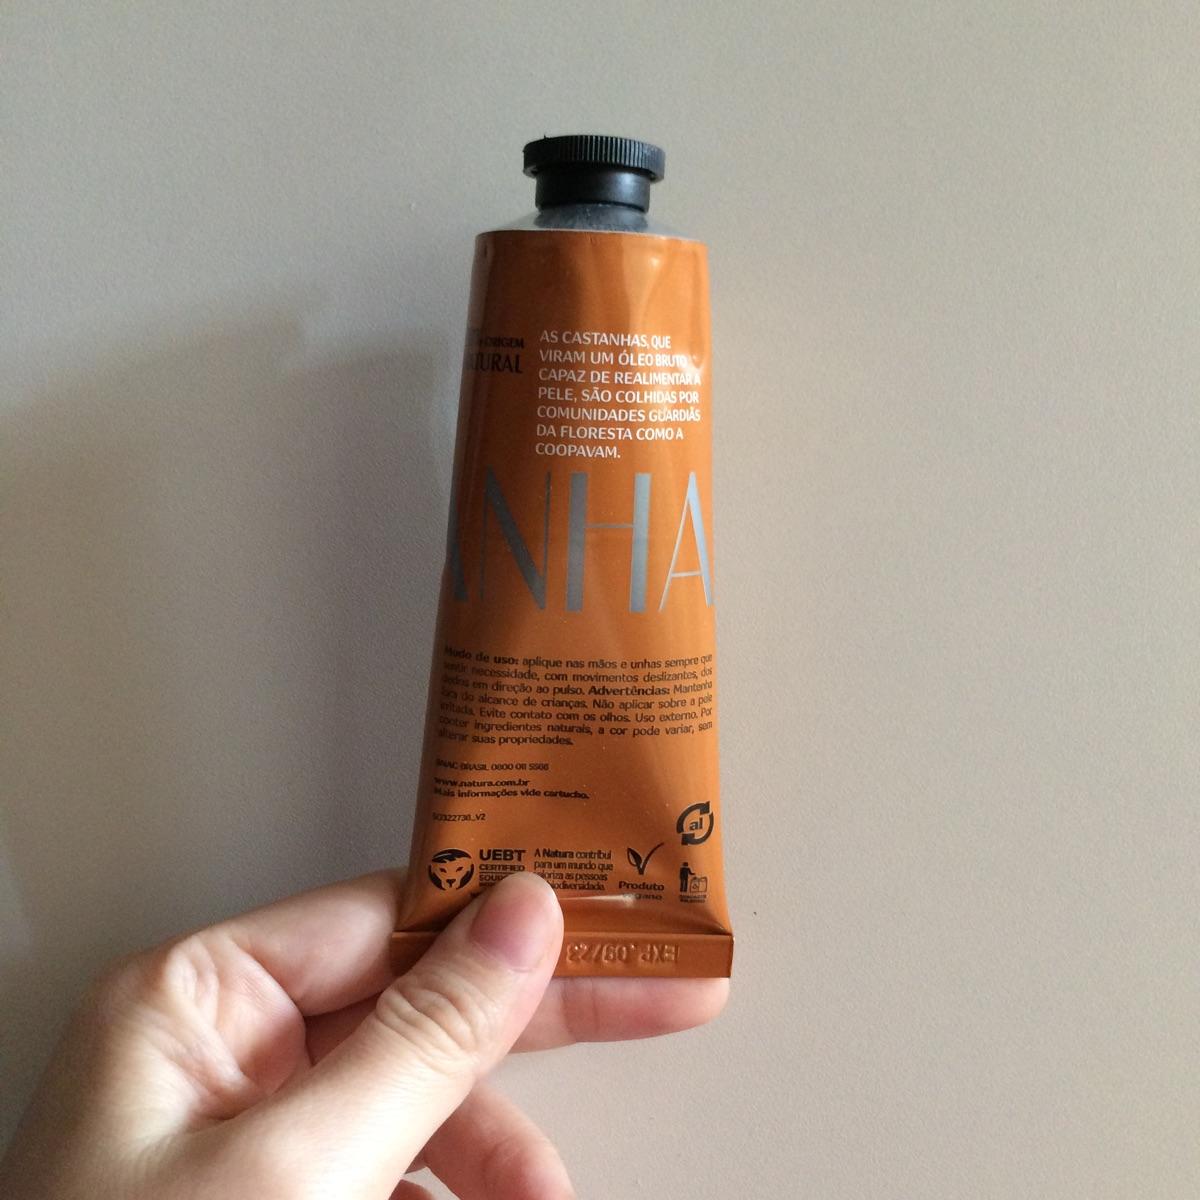 ORIGEM
NATURAL
AS CASTANHAS, QUE
VIRAM UM ÓLEO BRUTO
CAPAZ DE REALIMENTAR A
PELE, SÃO COLHIDAS POR
COMUNIDADES GUARDIÃS
DA FLORESTA COMO A
COOPAVAM.
ANHA
Modo de uso: aplique nas mãos e unhas sempre que
sentir necessidade, com movimentos deslizantes, dos
dedos em direção ao pulso. Advertências: Mantenha
fora do alcance de crianças. Não aplicar sobre a pele
irritada. Evite contato com os olhos. Uso externo. Por
conter ingredientes naturais, a cor pode variar, sem
alterar suas propriedades.
SNAC-BRASIL 0800 011 5566
www.natura.com.br
Mais informações vide cartucho.
al
UEBT
CERTIFIED
A Natura contribui
para um mundo que
valoriza as pessoas
biodiversidade.
Produto
vegano
EXP. 09/23